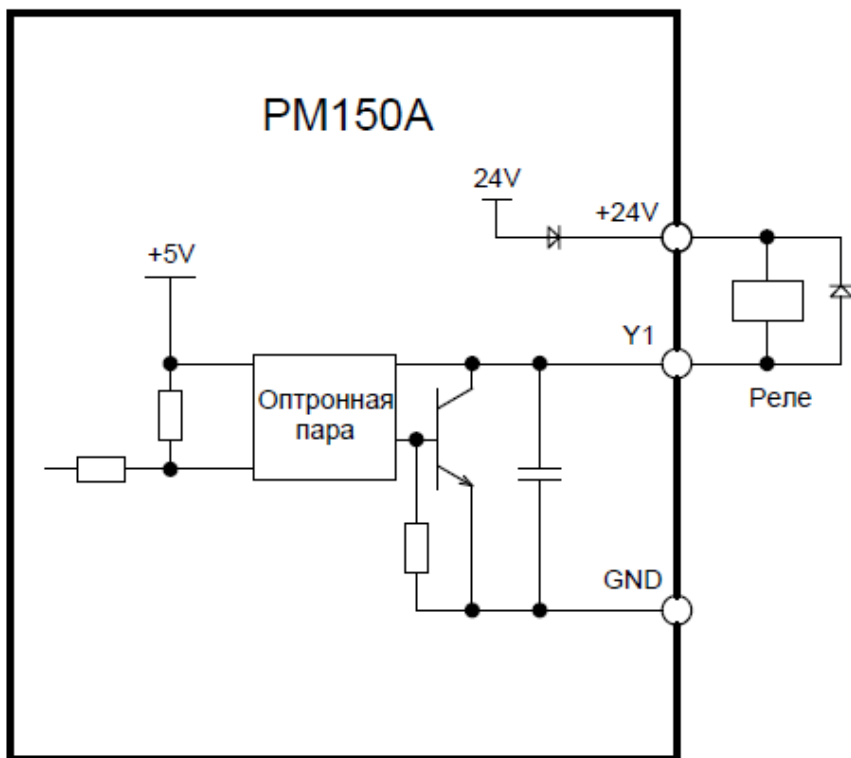 PM150A
24V
+24V
+5V
Y1
Оптронная
пара
Реле
GND